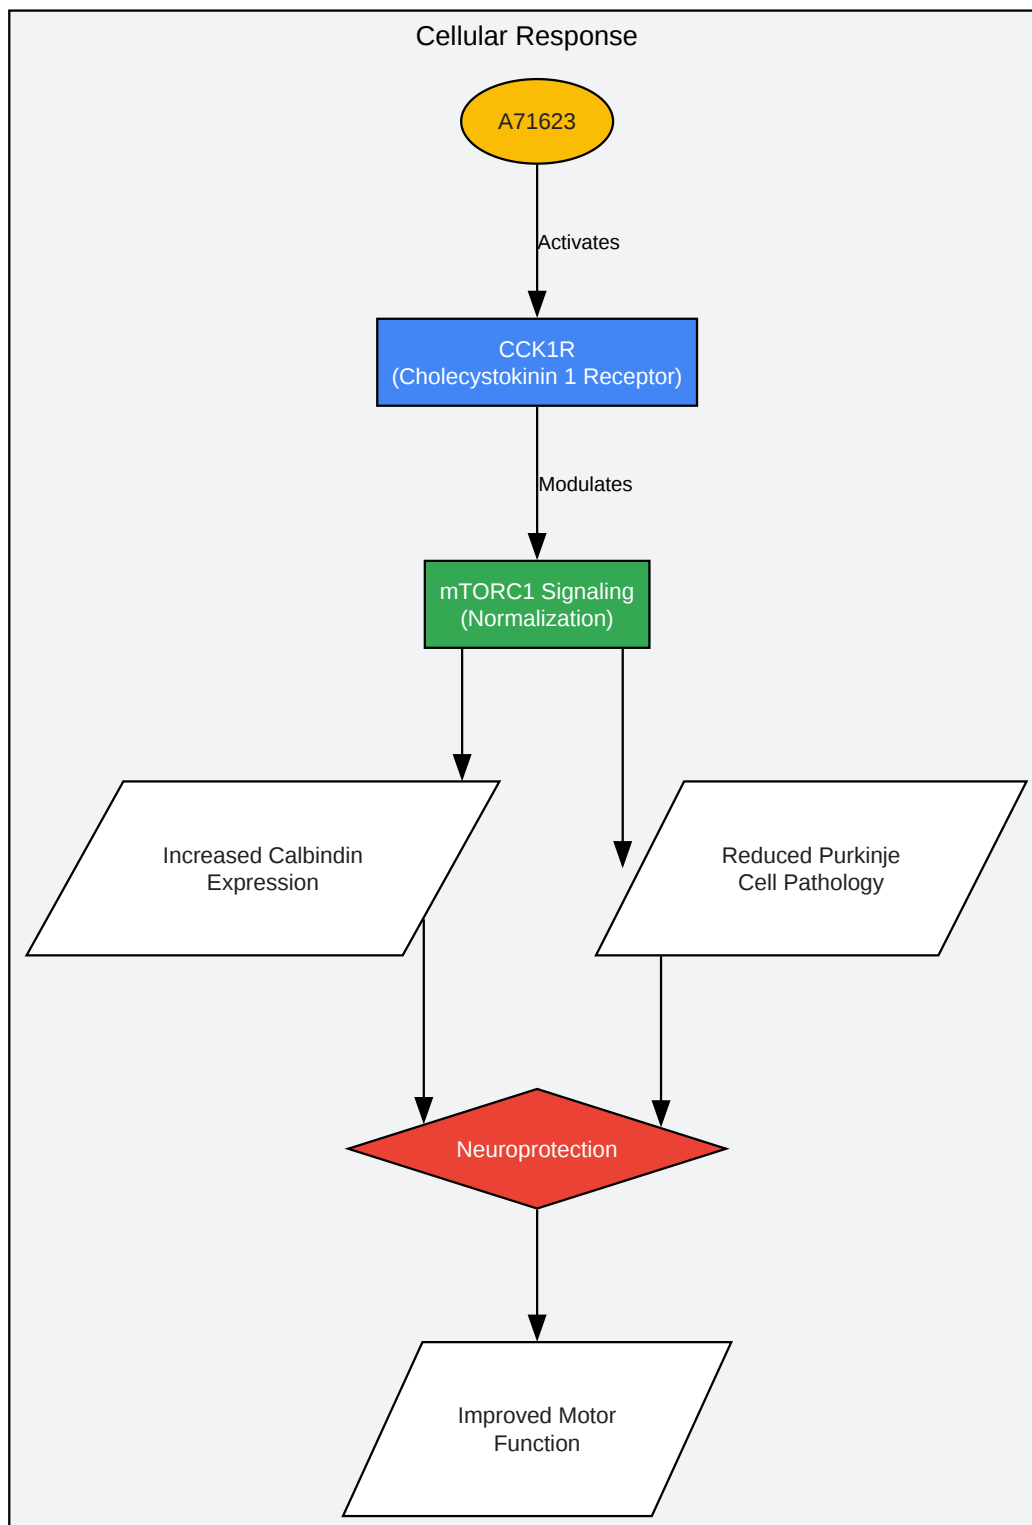 Cellular Response
A71623
Activates
CCK1R
(Cholecystokinin 1 Receptor)
Modulates
mTORC1 Signaling
(Normalization)
Increased Calbindin
Expression
Reduced Purkinje
Cell Pathology
Neuroprotection
Improved Motor
Function